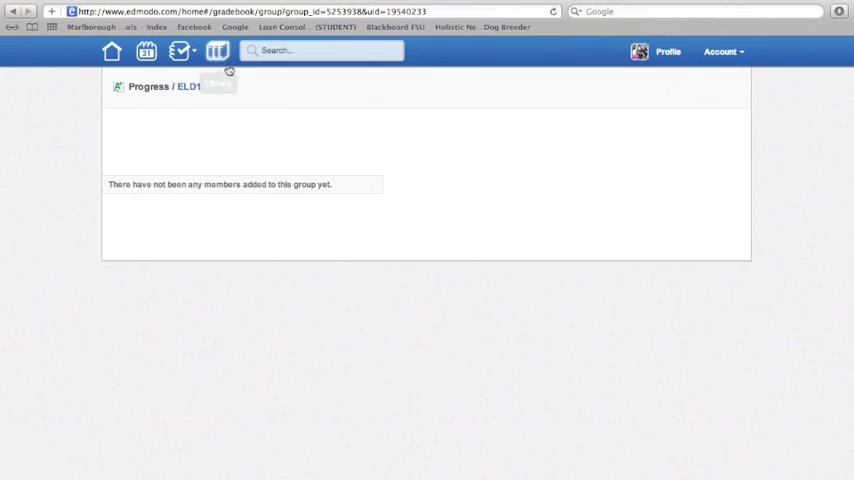 http://www.edmodo.com/home#/gradebook/group?group_id=5253938&uid=19540233
Google
Marlborough ...ols – Index facebook Google Loan Consol... (STUDENT) Blackboard FSU Holistic Ne...Dog Breeder
31 Search... Profile Account
Library
A+ Progress / ELD1
There have not been any members added to this group yet.